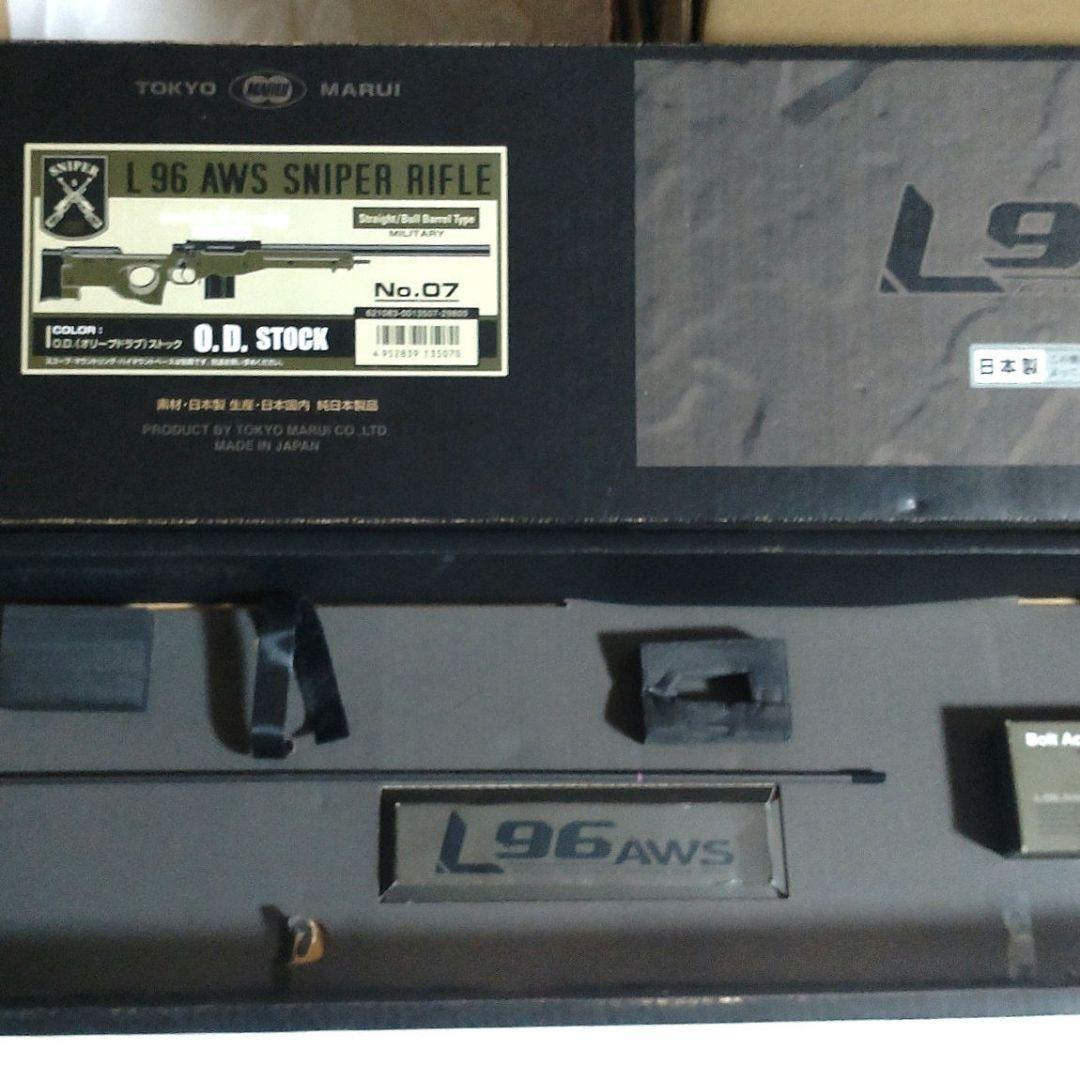 TOKYO MARUI MARUI
SNIPER
L 96 AWS SNIPER RIFLE
Straight/Bull Barrel Type
MILITARY
No.07
COLOR :
O.D.(オリーブドラブ)ストック
O.D. STOCK
4 952839 135070
素材・日本製 生産・日本国内 純日本製品
PRODUCT BY TOKYO MARUI CO.,LTD.
MADE IN JAPAN
L9
日本製
Bolt Ac
L96 AWS